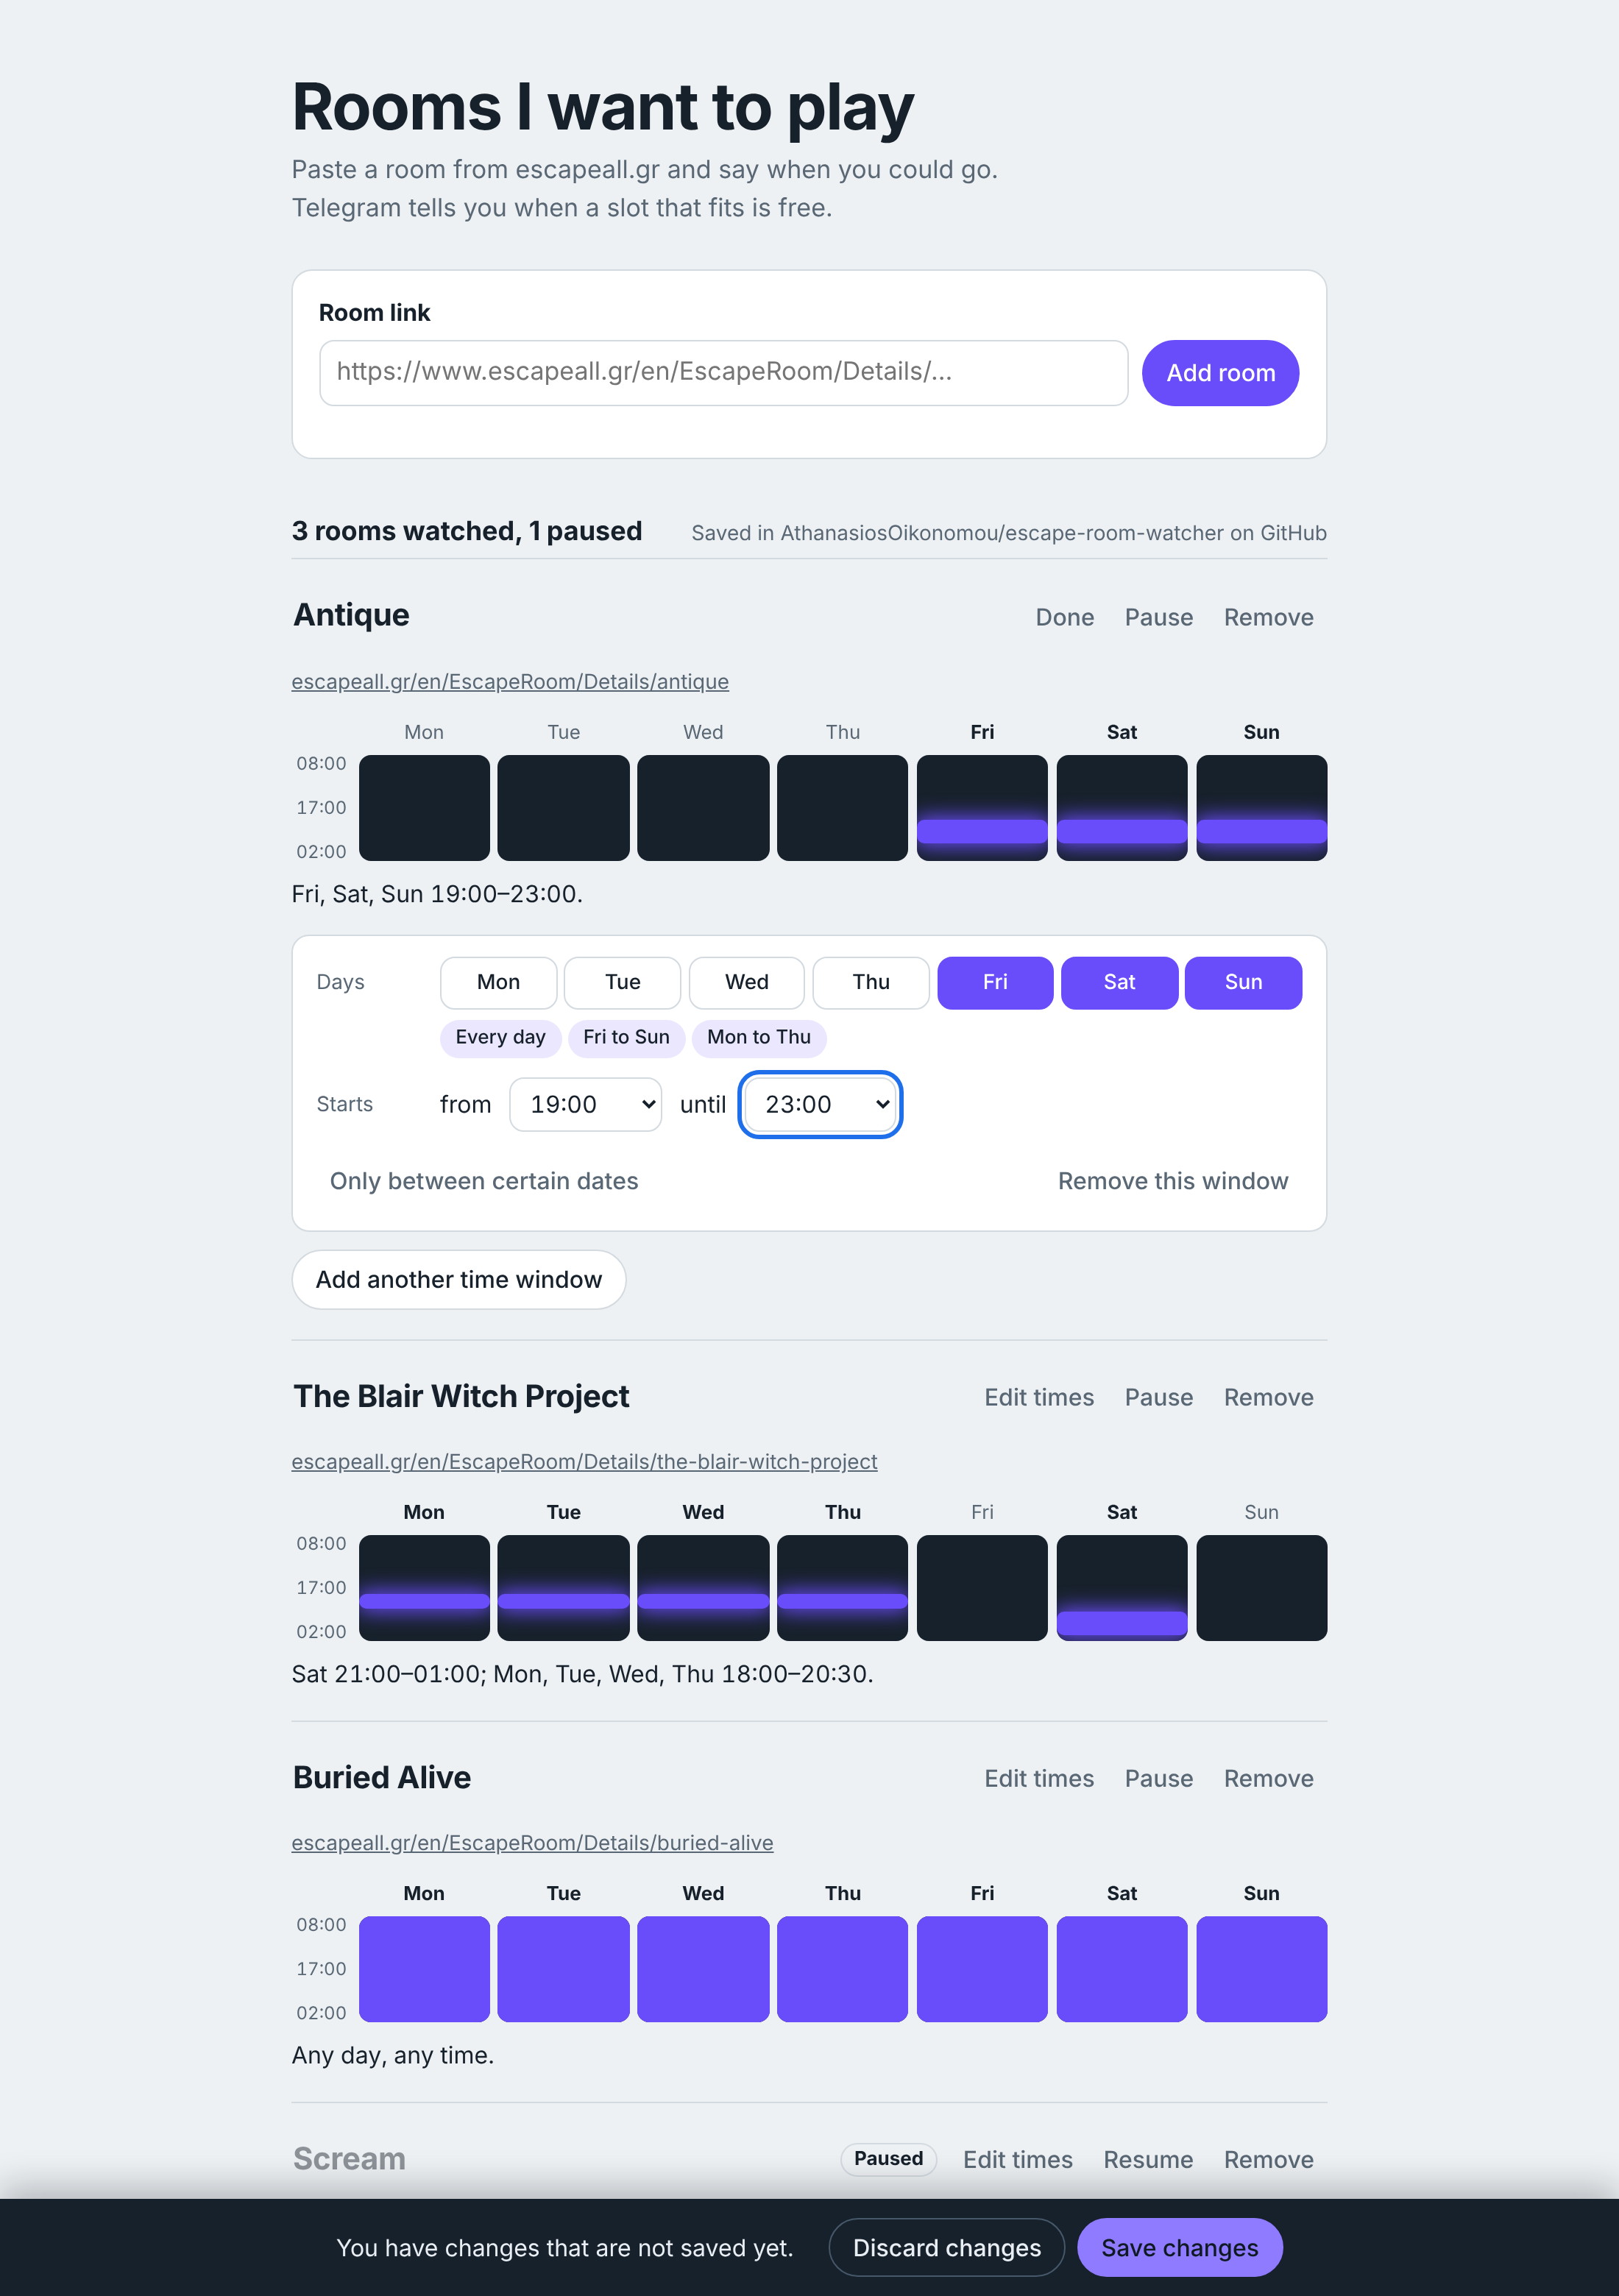 Rooms I want to play
Paste a room from escapeall.gr and say when you could go.
Telegram tells you when a slot that fits is free.
Room link
https://www.escapeall.gr/en/EscapeRoom/Details/... Add room
3 rooms watched, 1 paused Saved in AthanasiosOikonomou/escape-room-watcher on GitHub
Antique Done Pause Remove
escapeall.gr/en/EscapeRoom/Details/antique
Mon Tue Wed Thu Fri Sat Sun
08:00
17:00
02:00
Fri, Sat, Sun 19:00–23:00.
Days Mon Tue Wed Thu Fri Sat Sun
Every day Fri to Sun Mon to Thu
Starts from 19:00 until 23:00
Only between certain dates Remove this window
Add another time window
The Blair Witch Project Edit times Pause Remove
escapeall.gr/en/EscapeRoom/Details/the-blair-witch-project
Mon Tue Wed Thu Fri Sat Sun
08:00
17:00
02:00
Sat 21:00–01:00; Mon, Tue, Wed, Thu 18:00–20:30.
Buried Alive Edit times Pause Remove
escapeall.gr/en/EscapeRoom/Details/buried-alive
Mon Tue Wed Thu Fri Sat Sun
08:00
17:00
02:00
Any day, any time.
Scream Paused Edit times Resume Remove
You have changes that are not saved yet. Discard changes Save changes